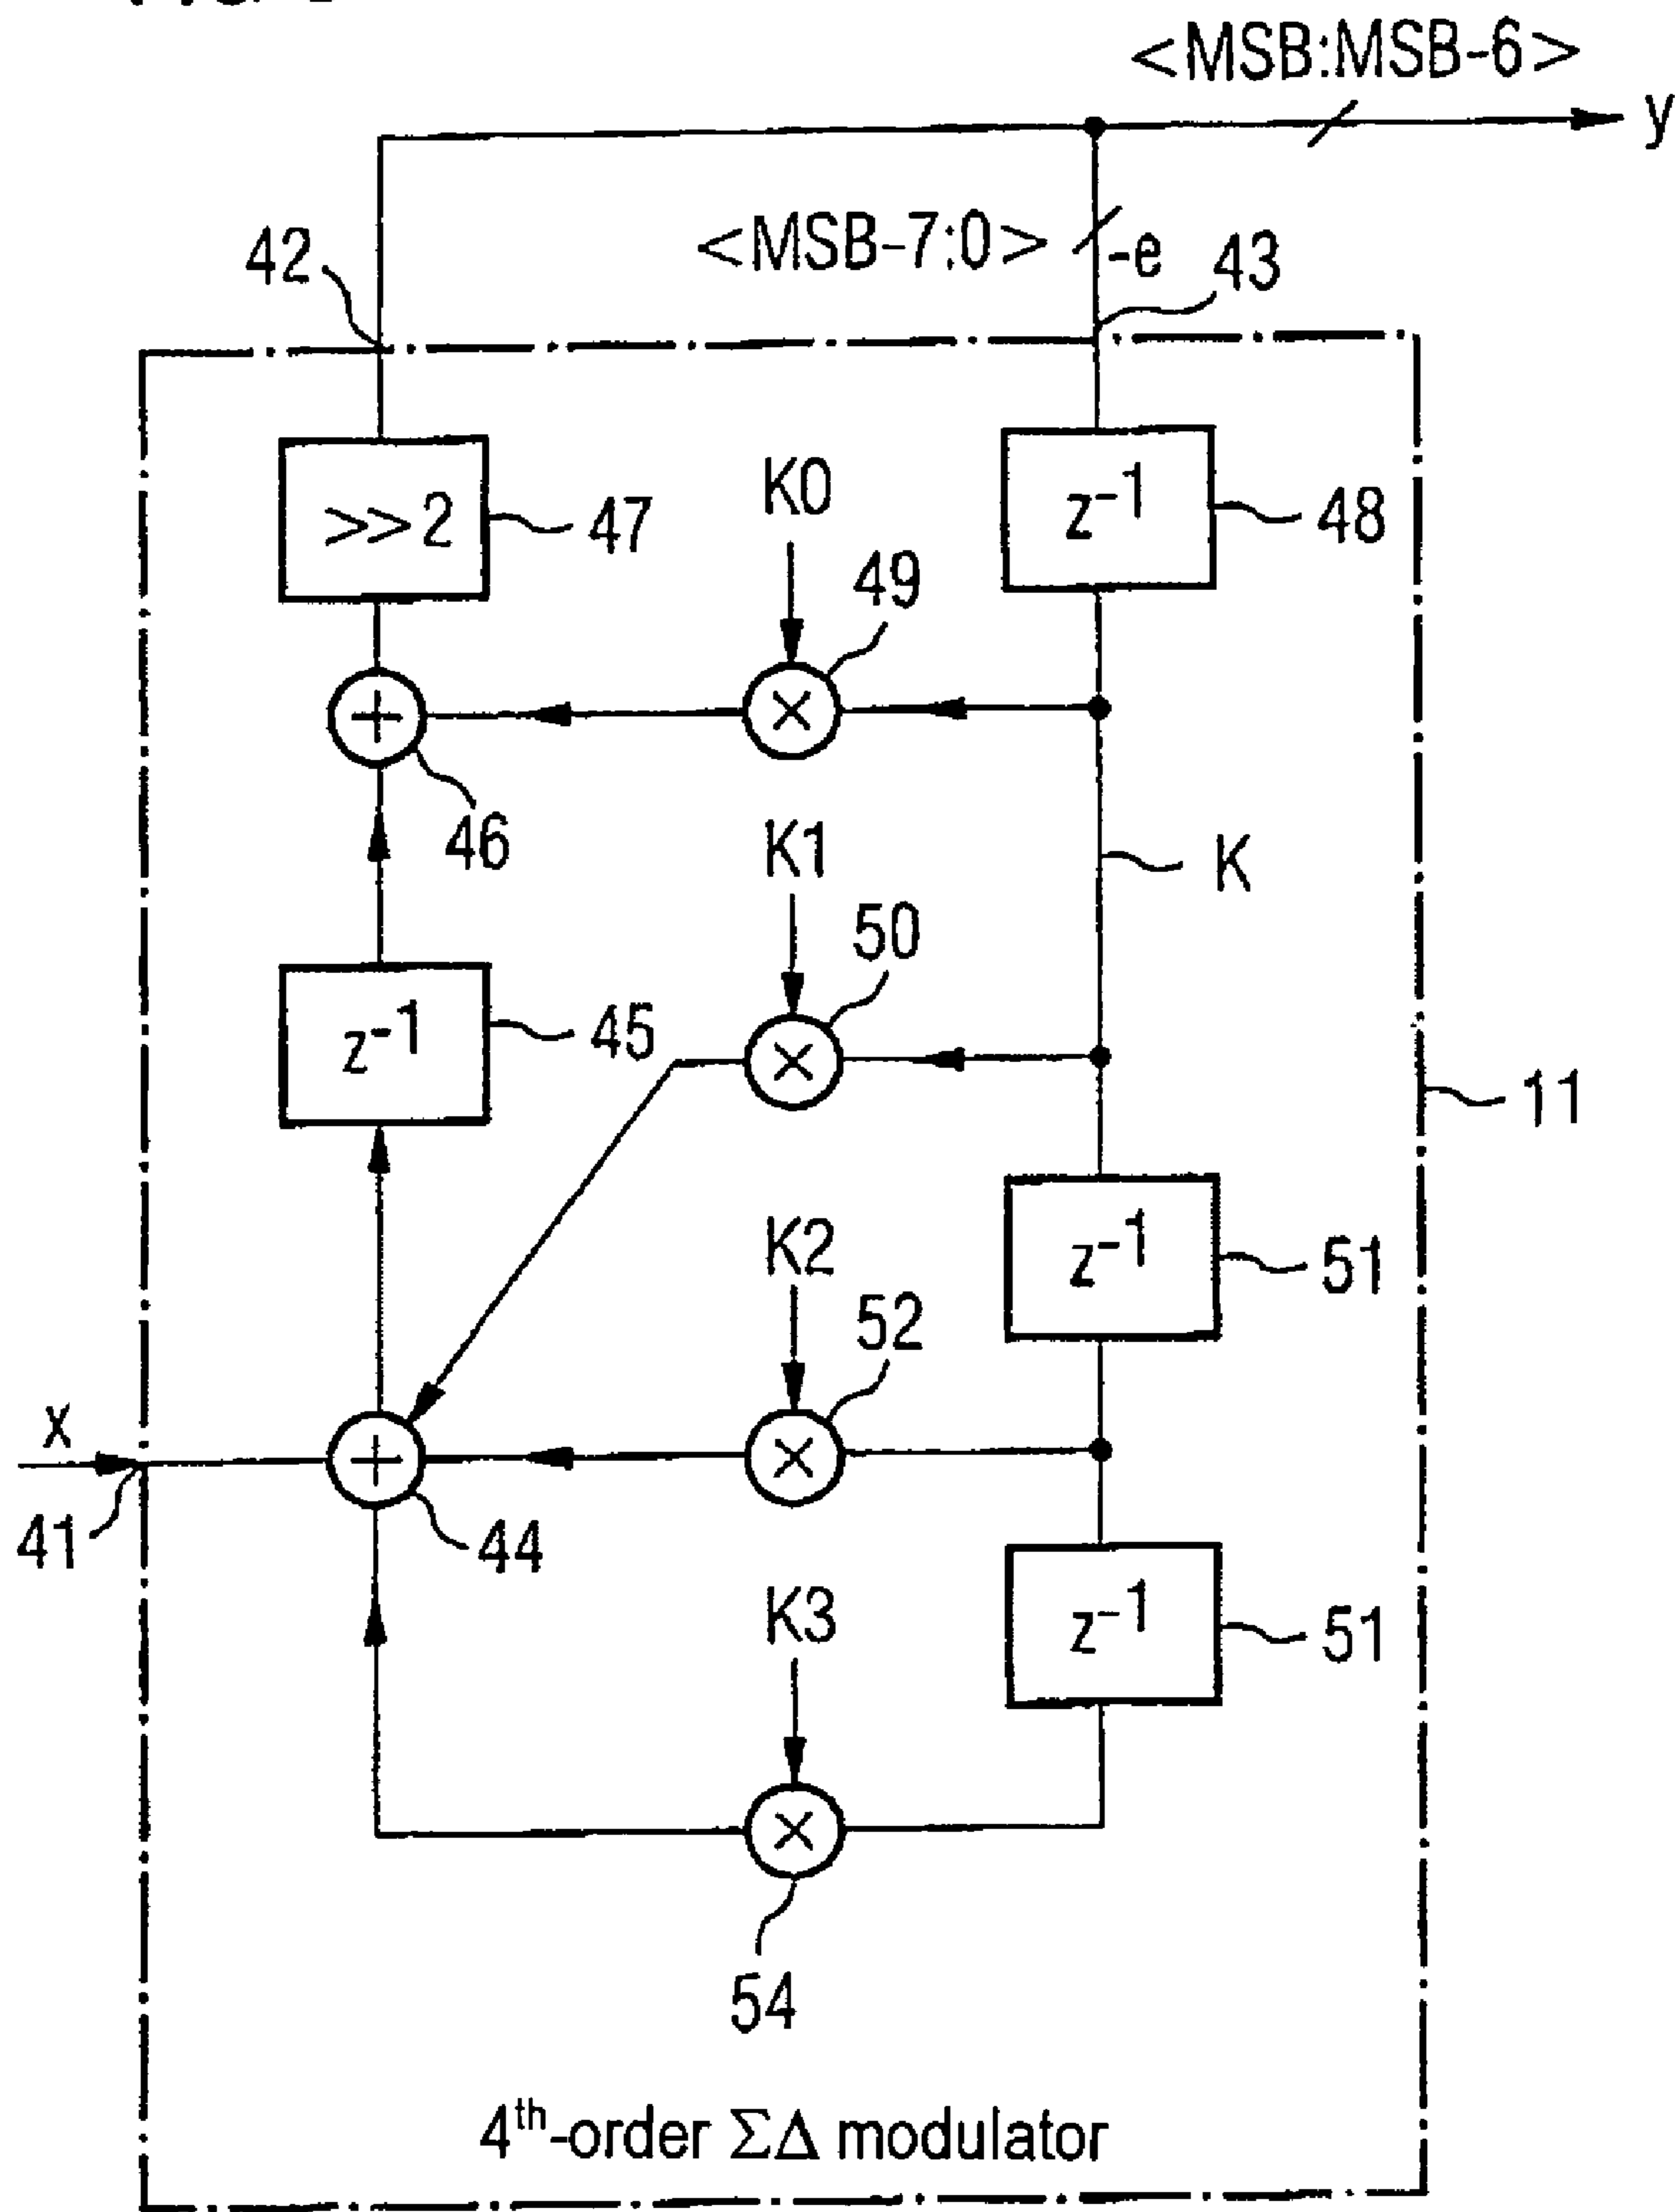 <MSB:MSB-6>
y
<MSB-7:0>
-e
42
43
>>2
47
K0
z-1
48
49
46
K1
K
50
z-1
45
11
K2
z-1
51
52
x
41
44
K3
z-1
51
54
4th-order ΣΔ modulator